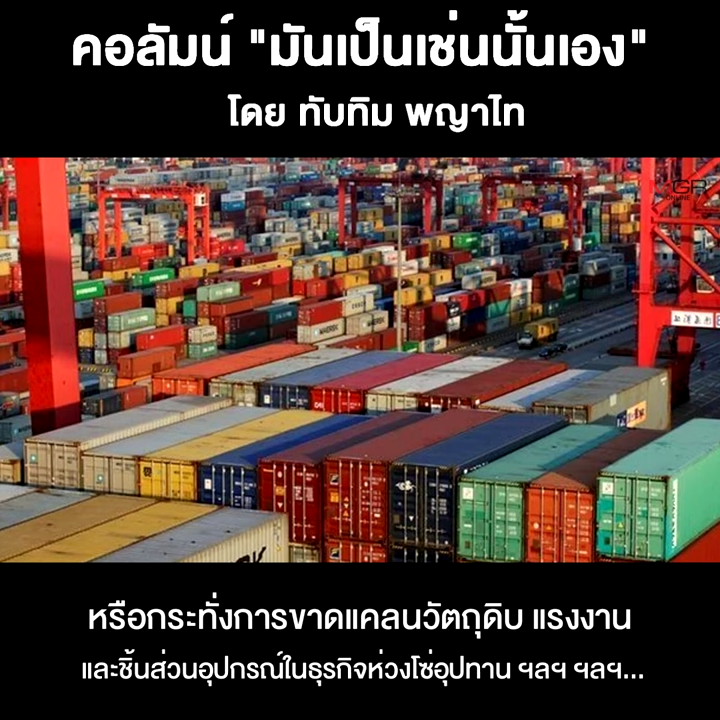 คอลัมน์ "มันเป็นเช่นนั้นเอง"
โดย ทับทิม พญาไท
GR
ONLINE
หรือกระทั่งการขาดแคลนวัตถุดิบ แรงงาน
และชิ้นส่วนอุปกรณ์ในธุรกิจห่วงโซ่อุปทาน ฯลฯ ฯลฯ...